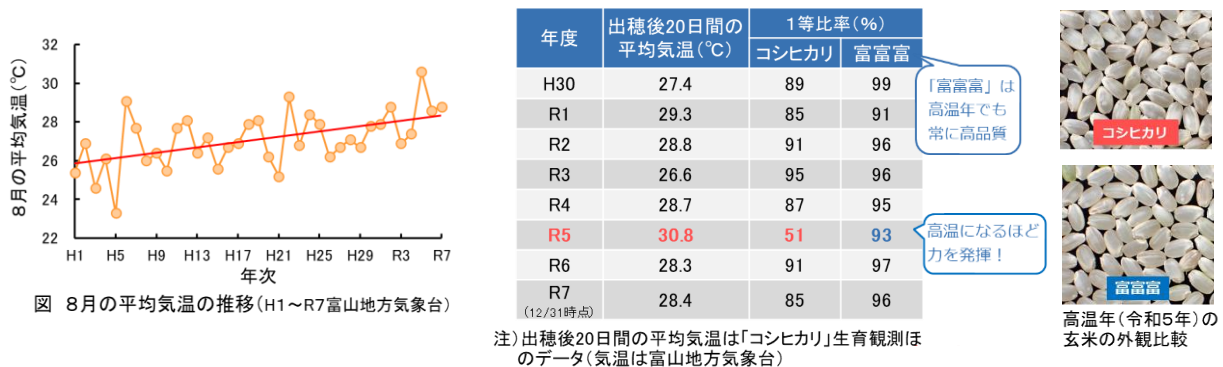 8月の平均気温(℃)
32
30
28
26
24
22
H1 H5 H9 H13 H17 H21 H25 H29 R3 R7
年次
図 8月の平均気温の推移(H1～R7富山地方気象台)
年度 出穂後20日間の平均気温(℃) 1等比率(%)
コシヒカリ 富富富
H30 27.4 89 99
R1 29.3 85 91
R2 28.8 91 96
R3 26.6 95 96
R4 28.7 87 95
R5 30.8 51 93
R6 28.3 91 97
R7 28.4 85 96
(12/31時点)
「富富富」は
高温年でも
常に高品質
高温になるほど
力を発揮！
注)出穂後20日間の平均気温は「コシヒカリ」生育観測ほ
のデータ(気温は富山地方気象台)
コシヒカリ
富富富
高温年(令和5年)の
玄米の外観比較